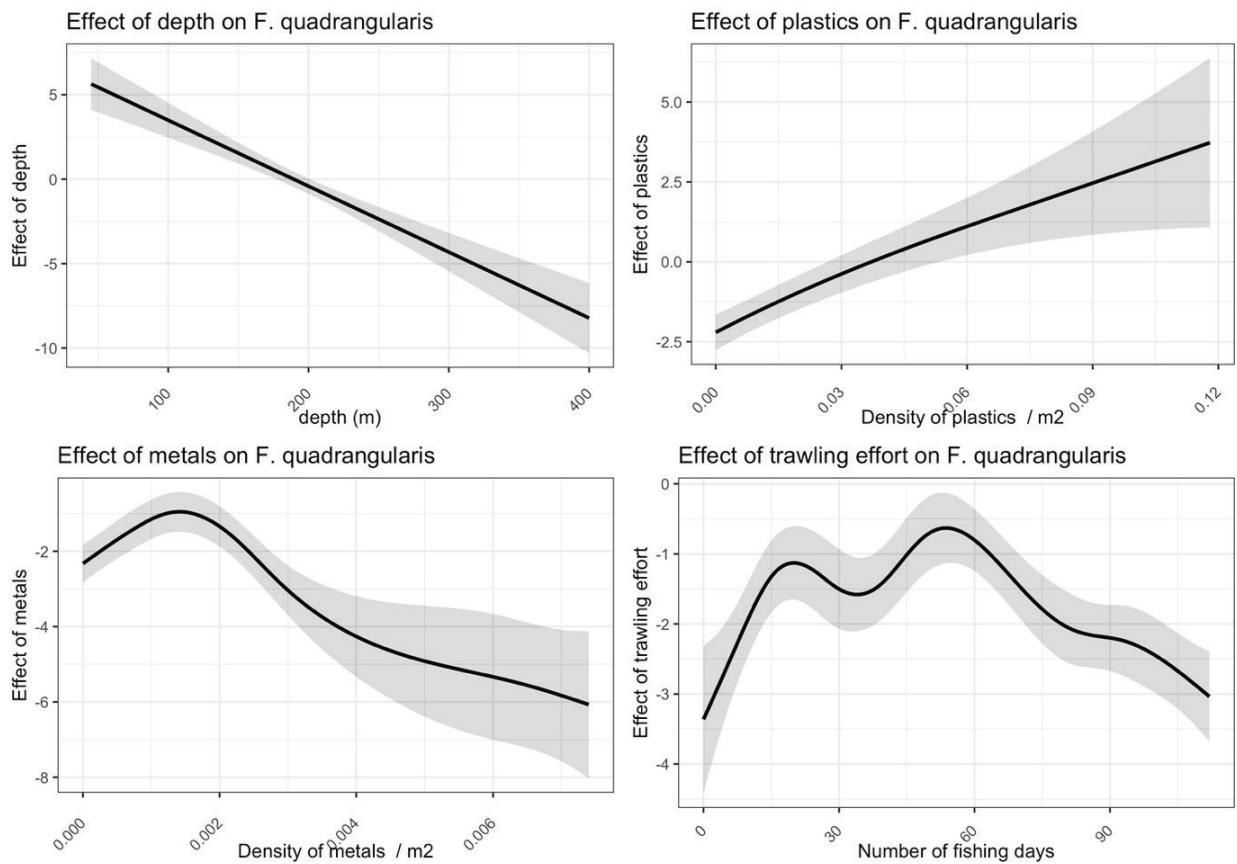 Effect of depth on F. quadrangularis
Effect of depth
5
0
-5
-10
100
200
300
400
depth (m)
Effect of plastics on F. quadrangularis
Effect of plastics
5.0
2.5
0.0
-2.5
0.00
0.03
0.06
0.09
0.12
Density of plastics / m2
Effect of metals on F. quadrangularis
Effect of metals
-2
-4
-6
-8
0.000
0.002
0.004
0.006
Density of metals / m2
Effect of trawling effort on F. quadrangularis
Effect of trawling effort
0
-1
-2
-3
-4
0
30
60
90
Number of fishing days